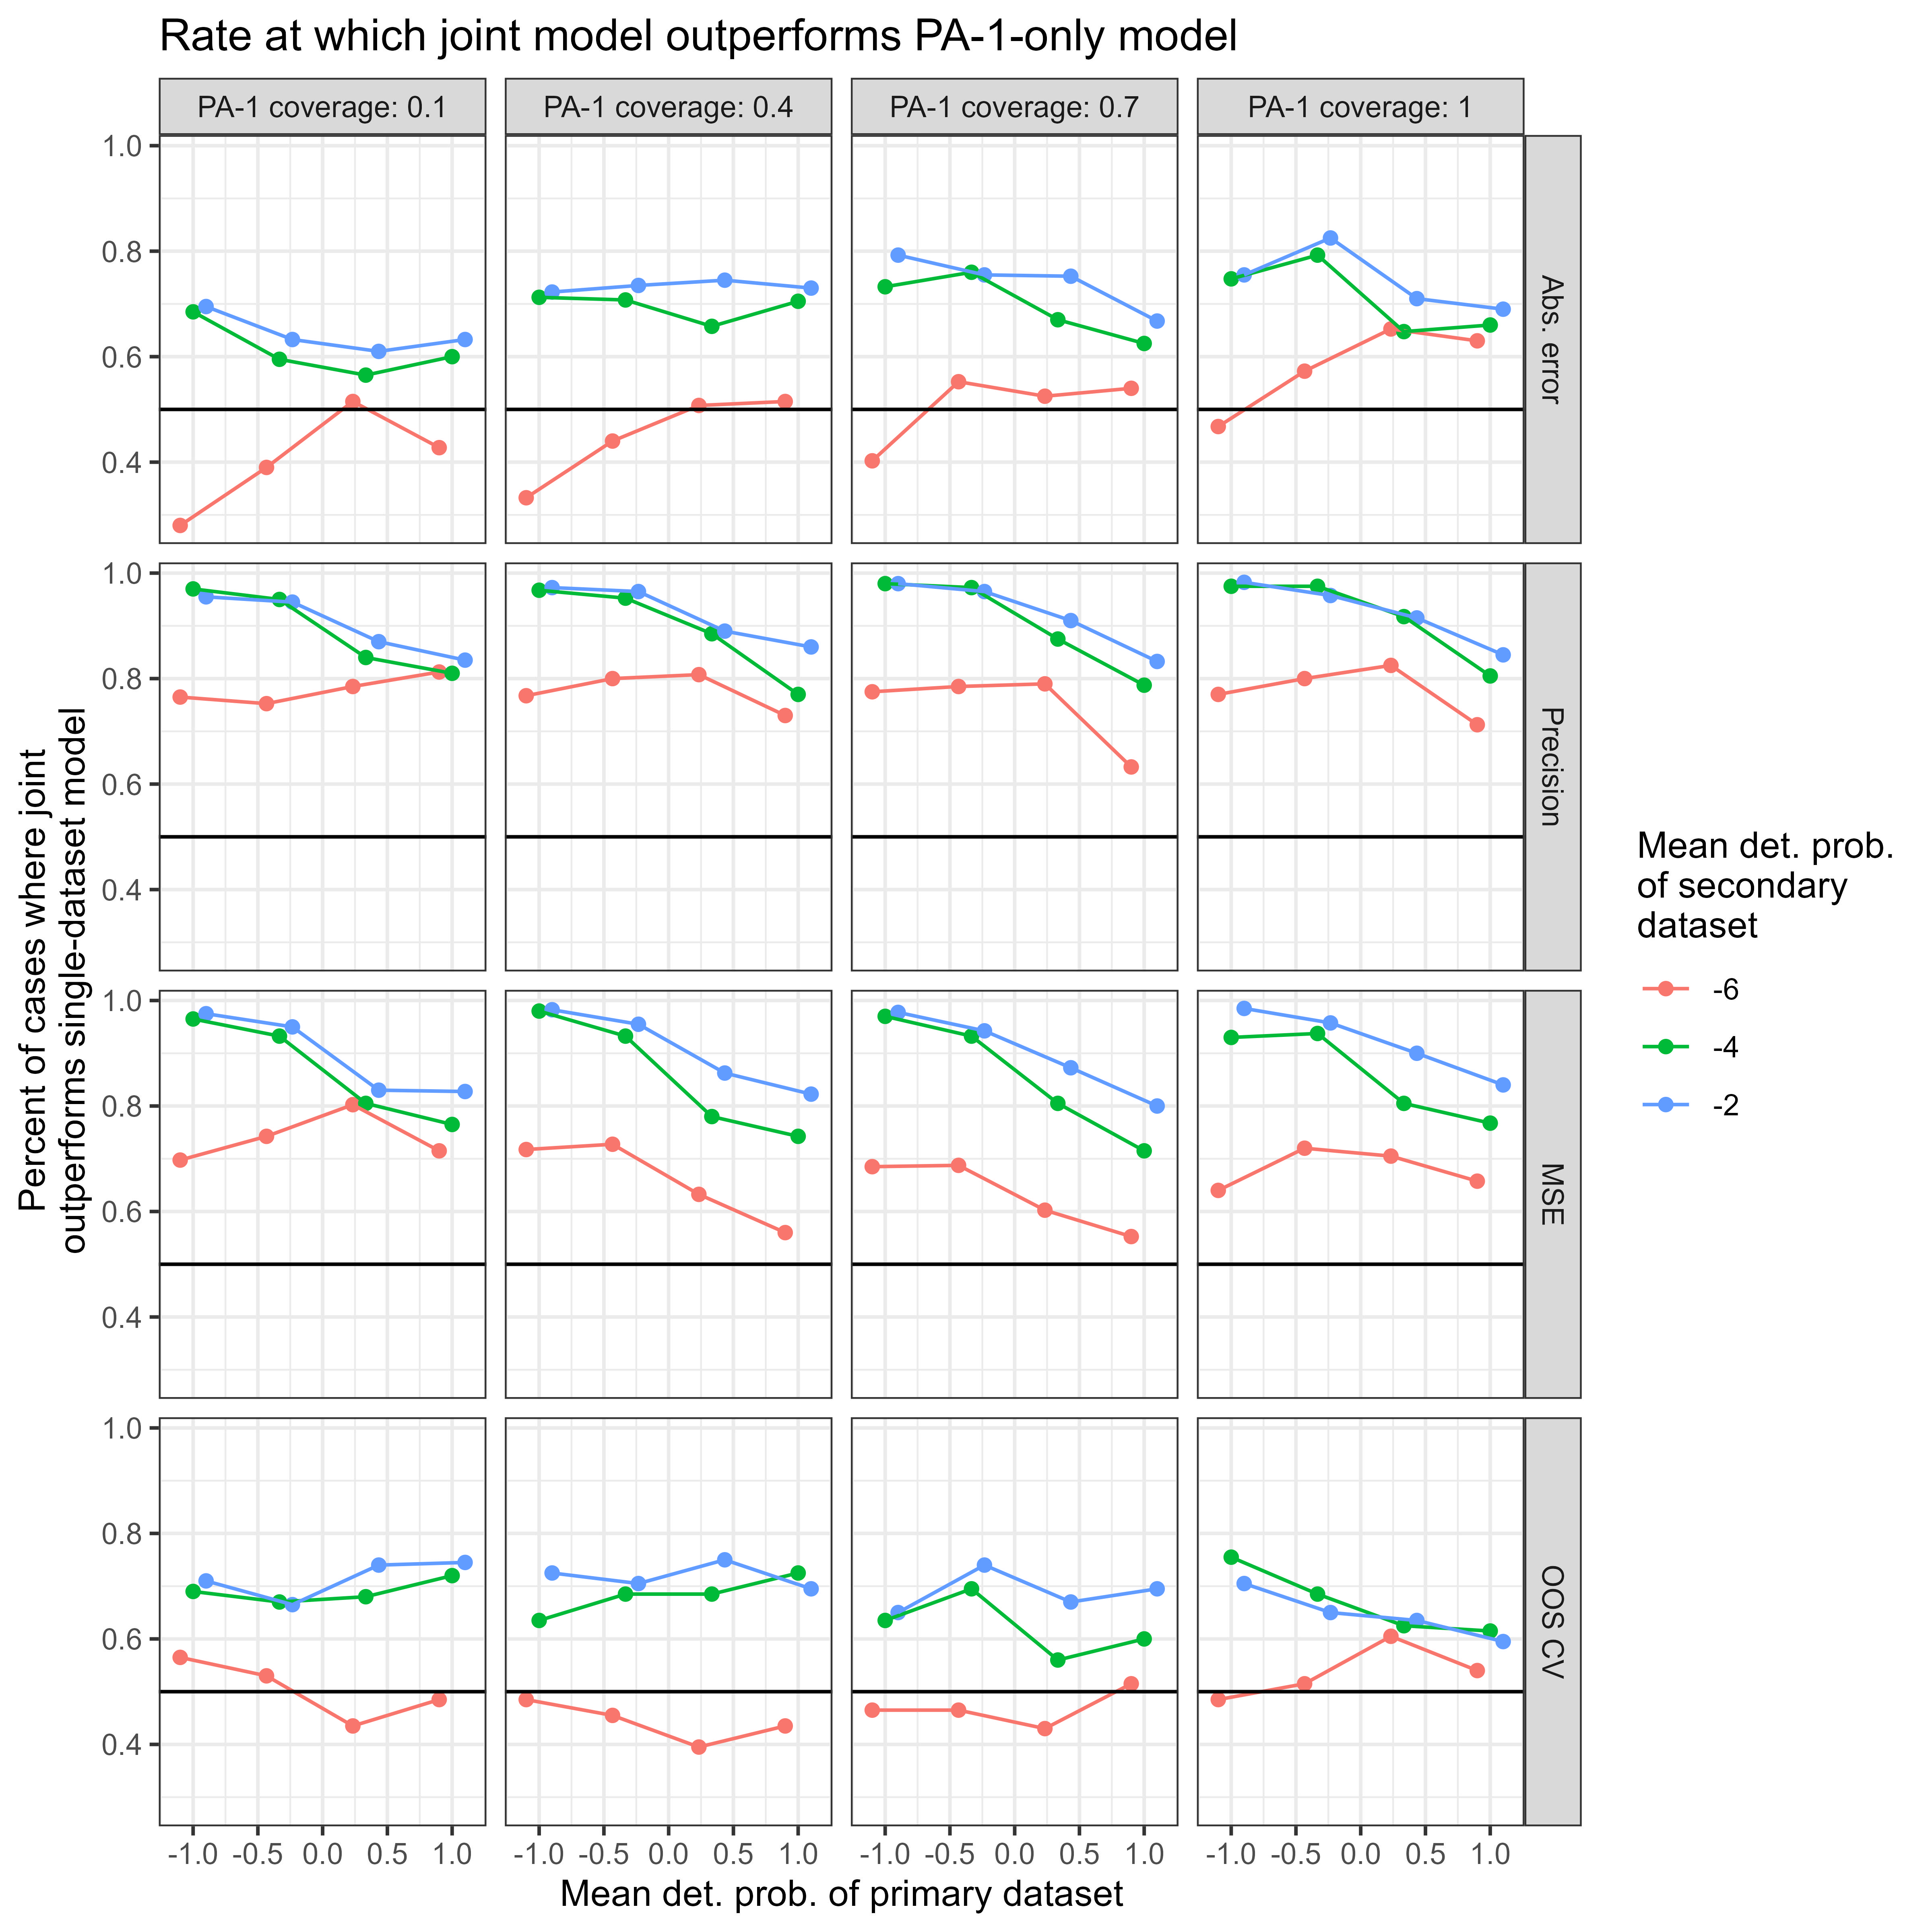 Rate at which joint model outperforms PA-1-only model
PA-1 coverage: 0.1
PA-1 coverage: 0.4
PA-1 coverage: 0.7
PA-1 coverage: 1
1.0
0.8
0.6
0.4
Abs. error
1.0
0.8
0.6
0.4
Precision
1.0
0.8
0.6
0.4
MSE
1.0
0.8
0.6
0.4
OOS CV
Percent of cases where joint
outperforms single-dataset model
-1.0 -0.5 0.0 0.5 1.0
-1.0 -0.5 0.0 0.5 1.0
-1.0 -0.5 0.0 0.5 1.0
-1.0 -0.5 0.0 0.5 1.0
Mean det. prob. of primary dataset
Mean det. prob.
of secondary
dataset
-6
-4
-2